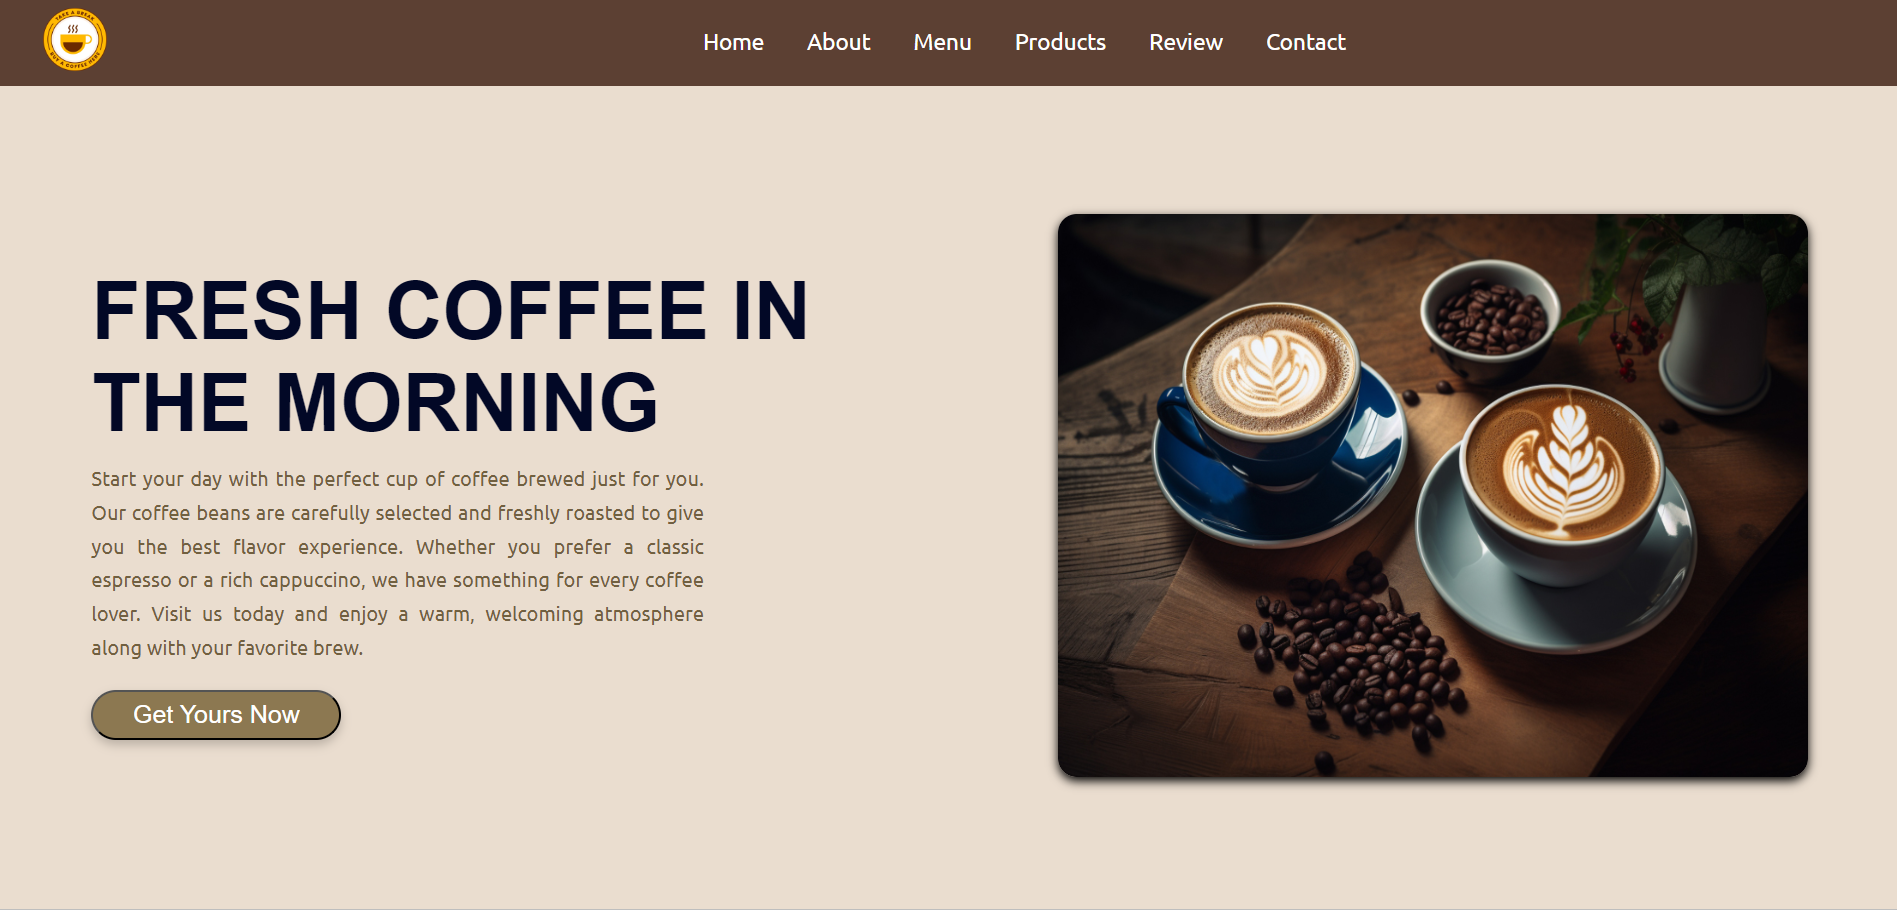 TAKE A BREAK
BUY A COFFEE HERE
Home About Menu Products Review Contact
FRESH COFFEE IN
THE MORNING
Start your day with the perfect cup of coffee brewed just for you.
Our coffee beans are carefully selected and freshly roasted to give
you the best flavor experience. Whether you prefer a classic
espresso or a rich cappuccino, we have something for every coffee
lover. Visit us today and enjoy a warm, welcoming atmosphere
along with your favorite brew.
Get Yours Now